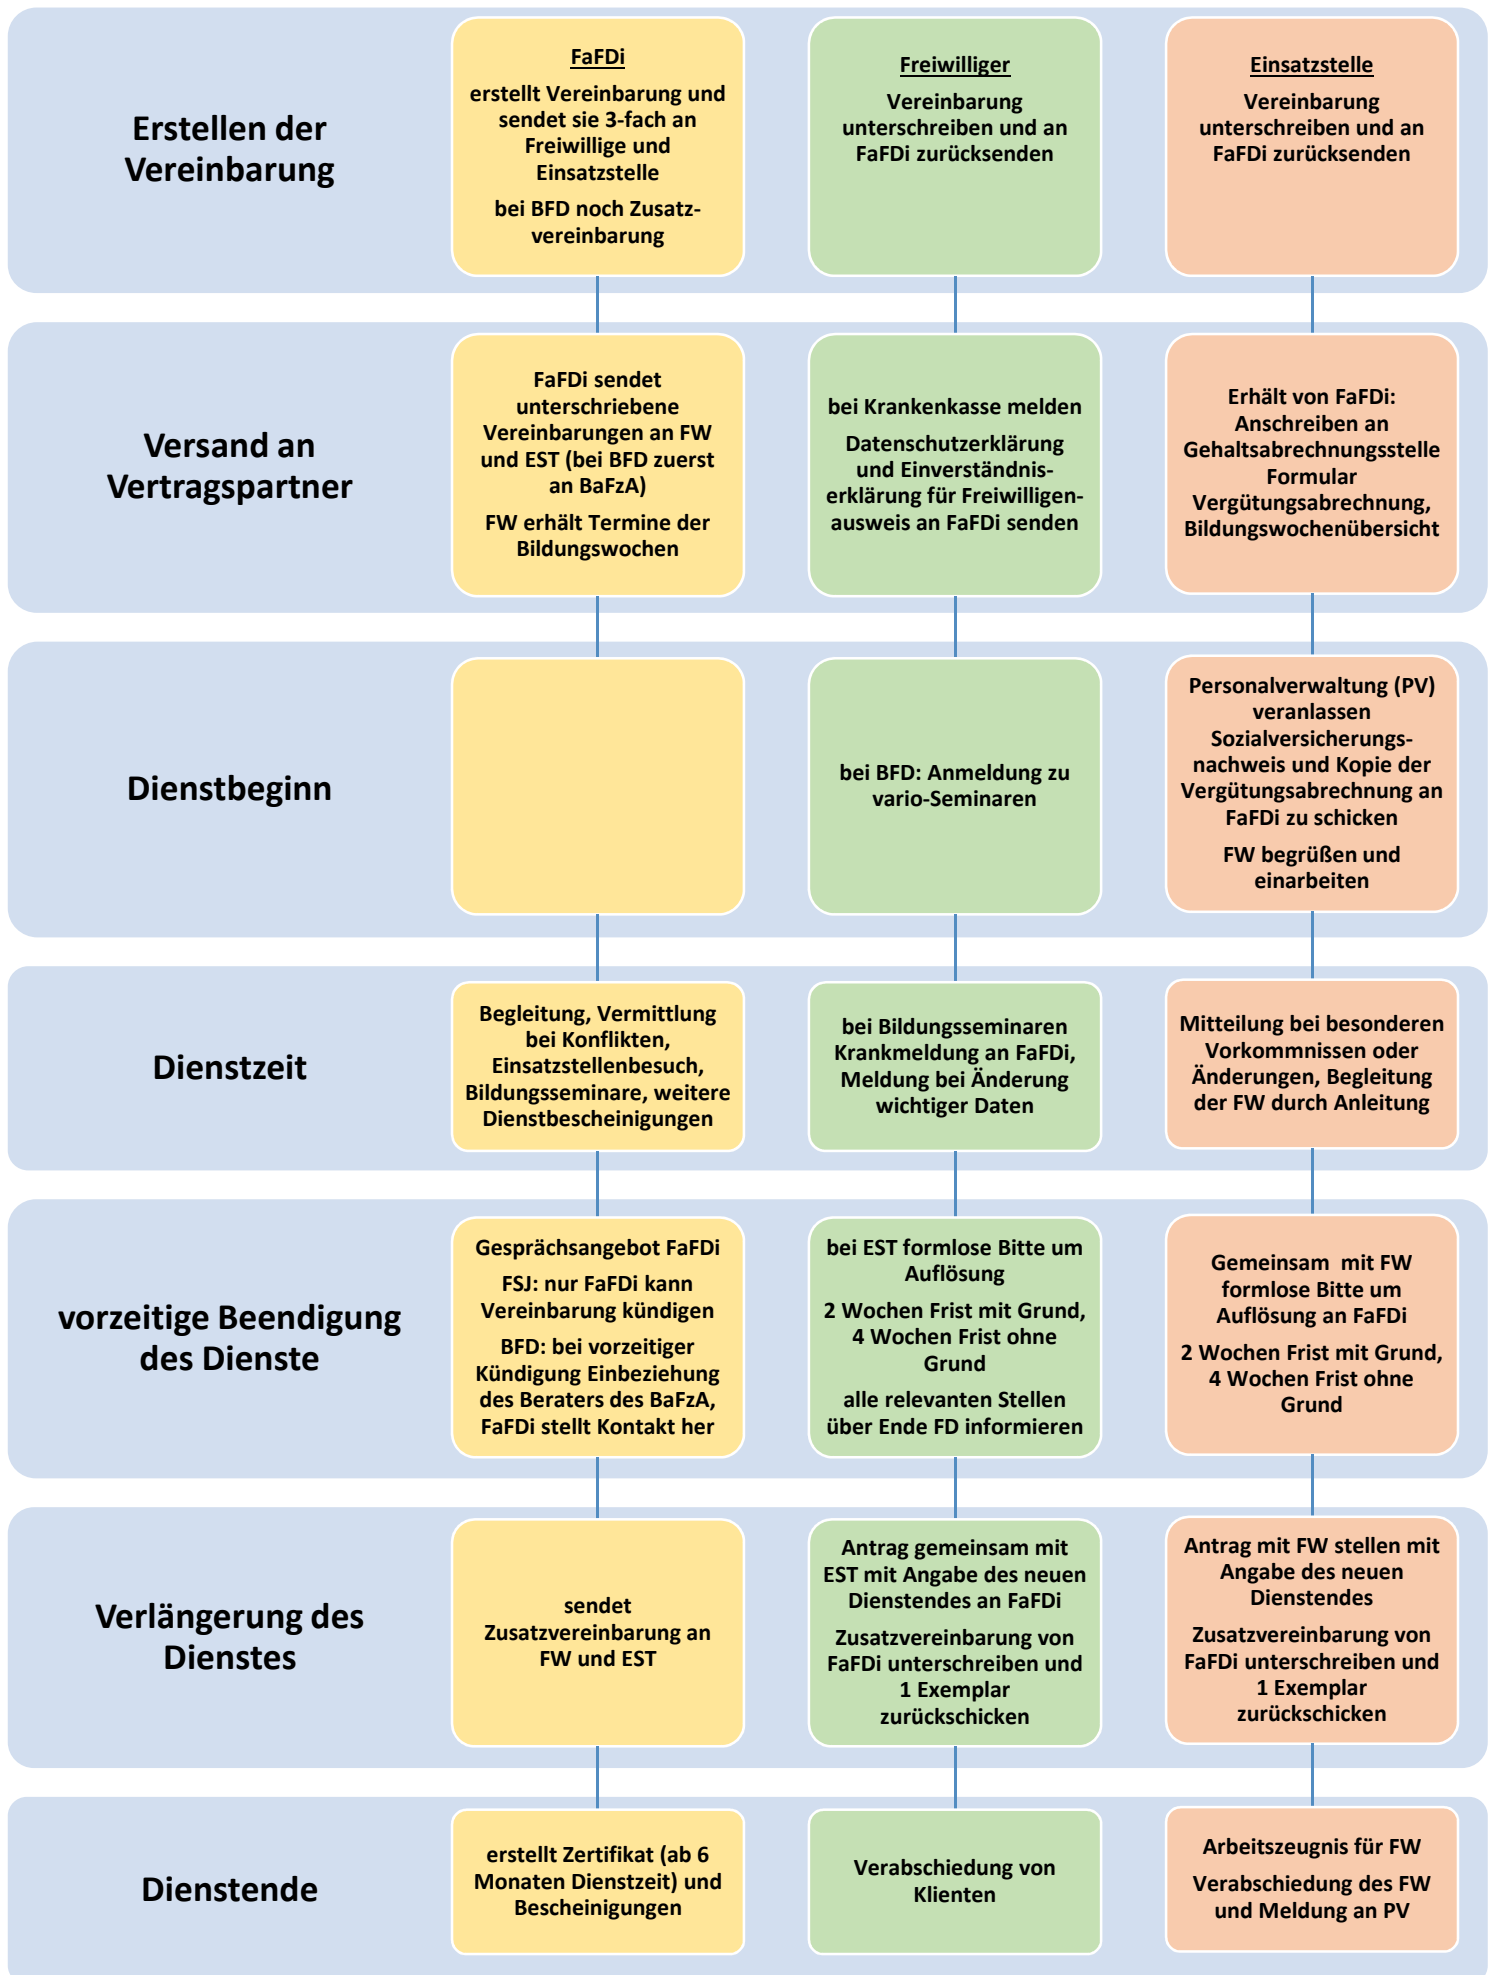 Erstellen der
Vereinbarung
FaFDi
erstellt Vereinbarung und
sendet sie 3-fach an
Freiwillige und
Einsatzstelle
bei BFD noch Zusatz-
vereinbarung
Freiwilliger
Vereinbarung
unterschreiben und an
FaFDi zurücksenden
Einsatzstelle
Vereinbarung
unterschreiben und an
FaFDi zurücksenden
Versand an
Vertragspartner
FaFDi sendet
unterschriebene
Vereinbarungen an FW
und EST (bei BFD zuerst
an BaFzA)
FW erhält Termine der
Bildungswochen
bei Krankenkasse melden
Datenschutzerklärung
und Einverständnis-
erklärung für Freiwilligen-
ausweis an FaFDi senden
Erhält von FaFDi:
Anschreiben an
Gehaltsabrechnungsstelle
Formular
Vergütungsabrechnung,
Bildungswochenübersicht
Dienstbeginn
bei BFD: Anmeldung zu
vario-Seminaren
Personalverwaltung (PV)
veranlassen
Sozialversicherungs-
nachweis und Kopie der
Vergütungsabrechnung an
FaFDi zu schicken
FW begrüßen und
einarbeiten
Dienstzeit
Begleitung, Vermittlung
bei Konflikten,
Einsatzstellenbesuch,
Bildungsseminare, weitere
Dienstbescheinigungen
bei Bildungsseminaren
Krankmeldung an FaFDi,
Meldung bei Änderung
wichtiger Daten
Mitteilung bei besonderen
Vorkommnissen oder
Änderungen, Begleitung
der FW durch Anleitung
vorzeitige Beendigung
des Dienste
Gesprächsangebot FaFDi
FSJ: nur FaFDi kann
Vereinbarung kündigen
BFD: bei vorzeitiger
Kündigung Einbeziehung
des Beraters des BaFzA,
FaFDi stellt Kontakt her
bei EST formlose Bitte um
Auflösung
2 Wochen Frist mit Grund,
4 Wochen Frist ohne
Grund
alle relevanten Stellen
über Ende FD informieren
Gemeinsam  mit FW
formlose Bitte um
Auflösung an FaFDi
2 Wochen Frist mit Grund,
4 Wochen Frist ohne
Grund
Verlängerung des
Dienstes
sendet
Zusatzvereinbarung an
FW und EST
Antrag gemeinsam mit
EST mit Angabe des neuen
Dienstendes an FaFDi
Zusatzvereinbarung von
FaFDi unterschreiben und
1 Exemplar
zurückschicken
Antrag mit FW stellen mit
Angabe des neuen
Dienstendes
Zusatzvereinbarung von
FaFDi unterschreiben und
1 Exemplar
zurückschicken
Dienstende
erstellt Zertifikat (ab 6
Monaten Dienstzeit) und
Bescheinigungen
Verabschiedung von
Klienten
Arbeitszeugnis für FW
Verabschiedung des FW
und Meldung an PV